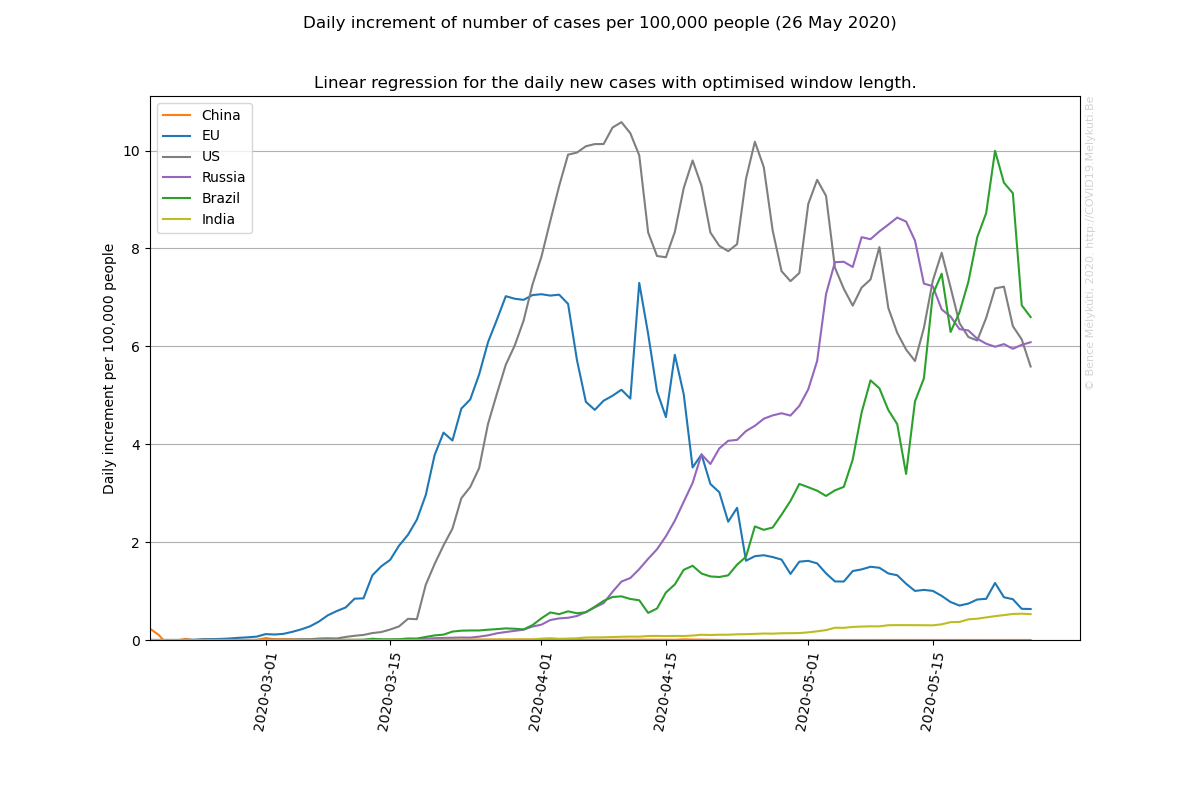 Daily increment of number of cases per 100,000 people (26 May 2020)
Linear regression for the daily new cases with optimised window length.
China
EU
US
Russia
Brazil
India
Daily increment per 100,000 people
10
8
6
4
2
0
2020-03-01
2020-03-15
2020-04-01
2020-04-15
2020-05-01
2020-05-15
© Bence Mélykúti, 2020. http://COVID19.Melykuti.Be